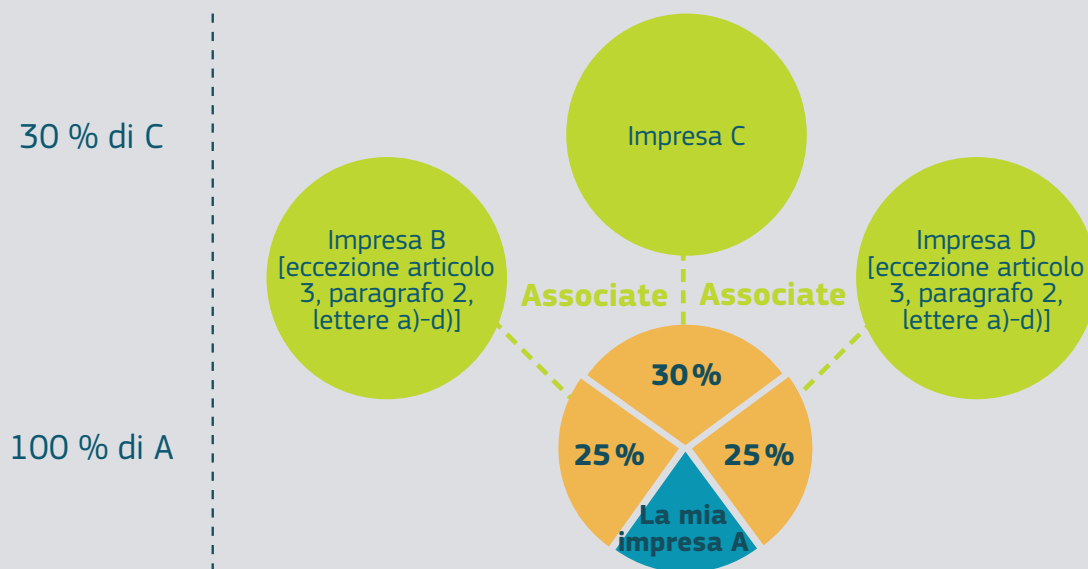 30 % di C
Impresa C
Impresa B
[eccezione articolo
3, paragrafo 2,
lettere a)-d)]
Impresa D
[eccezione articolo
3, paragrafo 2,
lettere a)-d)]
Associate
Associate
30 %
100 % di A
25 %
25 %
La mia
impresa A